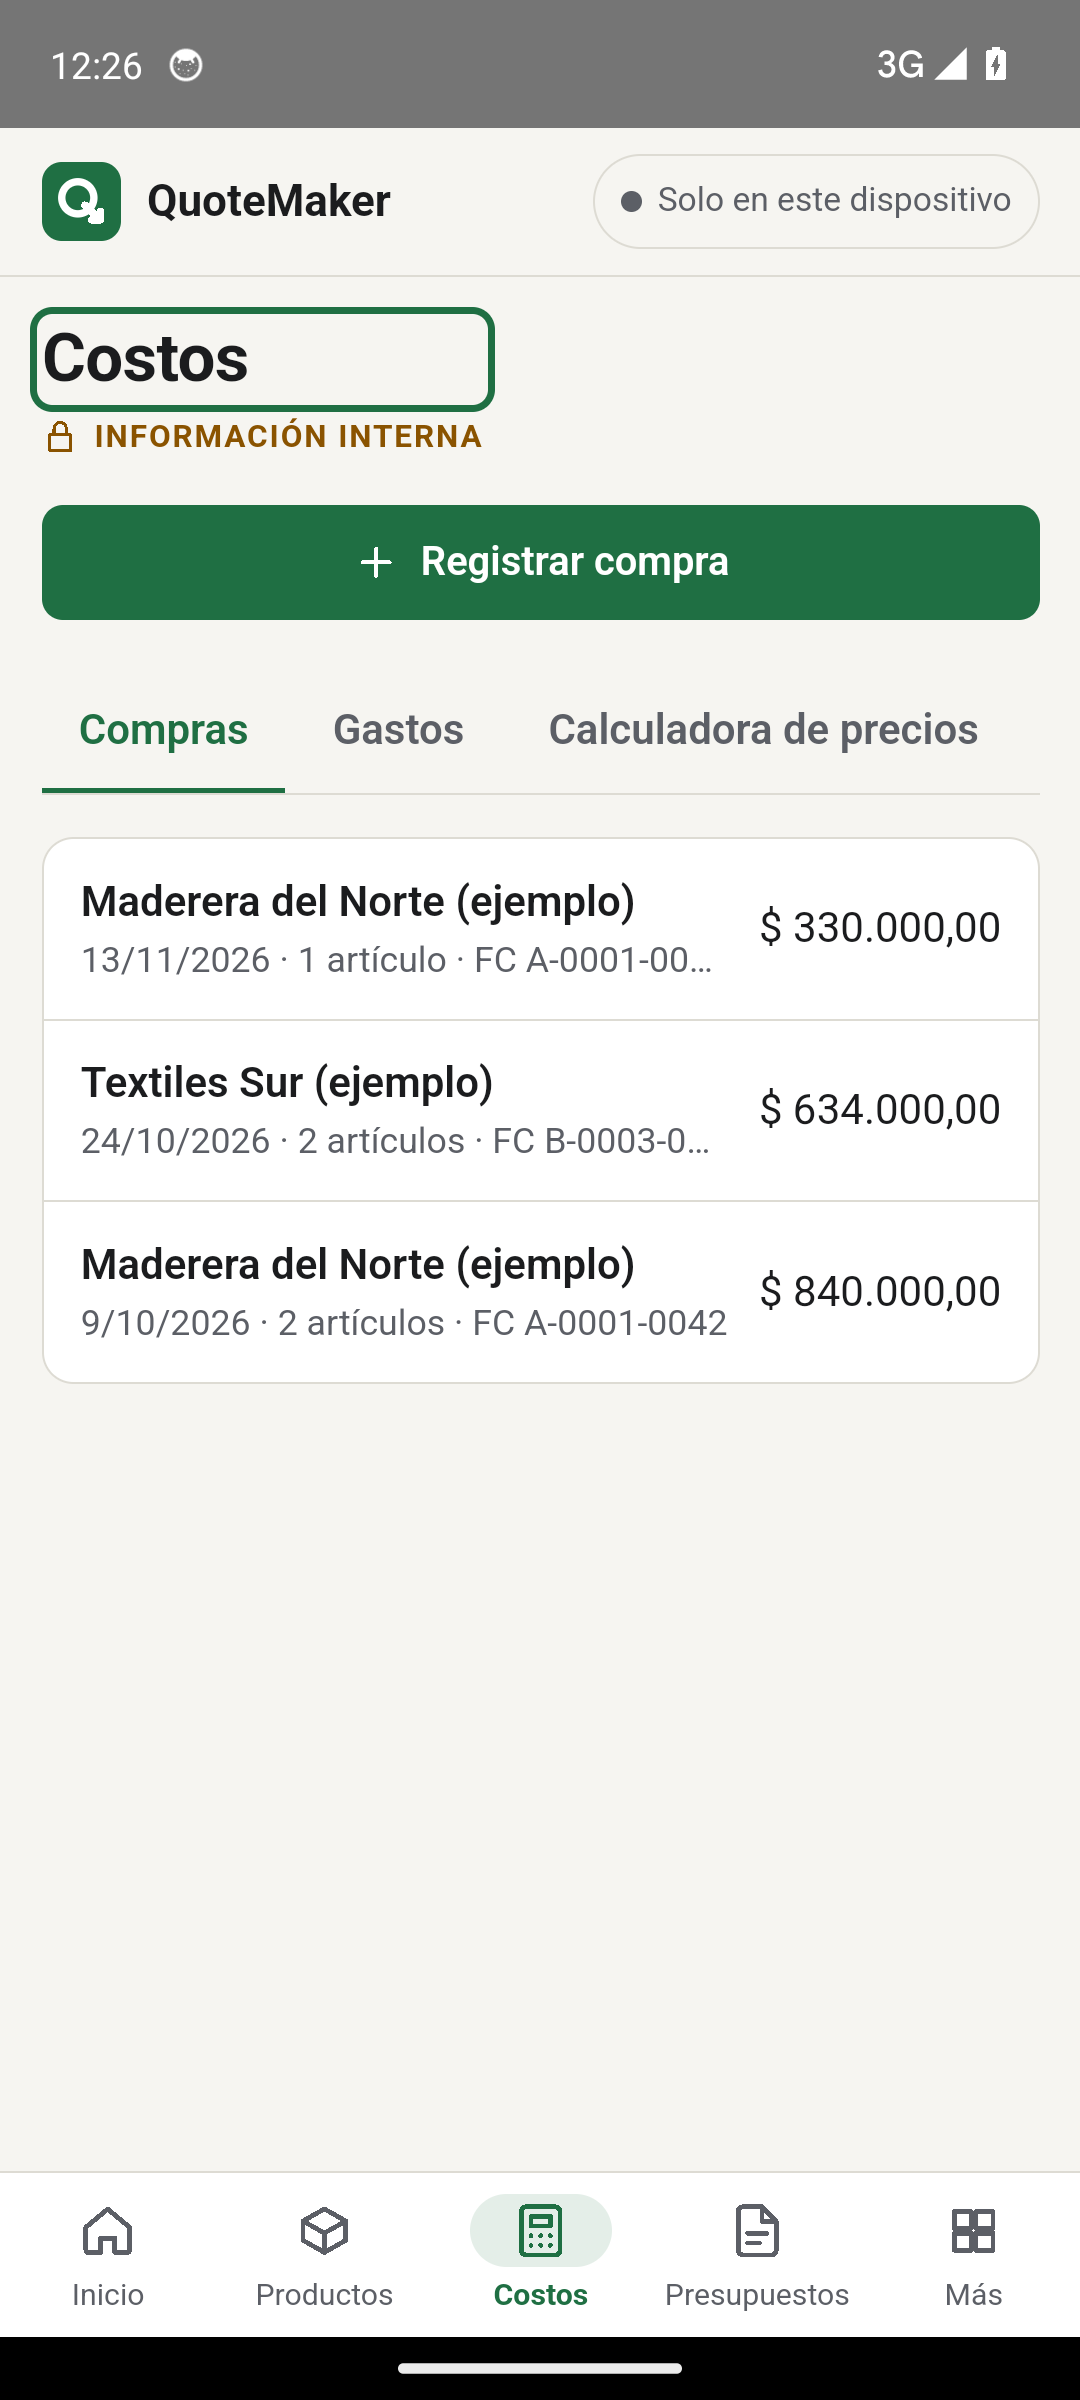 12:26
3G
QuoteMaker
Solo en este dispositivo
Costos
INFORMACIÓN INTERNA
Registrar compra
Compras
Gastos
Calculadora de precios
Maderera del Norte (ejemplo)
13/11/2026 · 1 artículo · FC A-0001-00…
$ 330.000,00
Textiles Sur (ejemplo)
24/10/2026 · 2 artículos · FC B-0003-0…
$ 634.000,00
Maderera del Norte (ejemplo)
9/10/2026 · 2 artículos · FC A-0001-0042
$ 840.000,00
Inicio
Productos
Costos
Presupuestos
Más